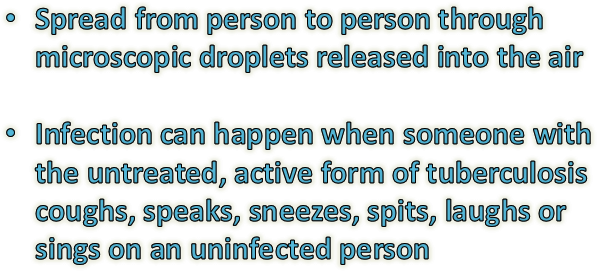 • Spread from person to person through
microscopic droplets released into the air
• Infection can happen when someone with
the untreated, active form of tuberculosis
coughs, speaks, sneezes, spits, laughs or
sings on an uninfected person